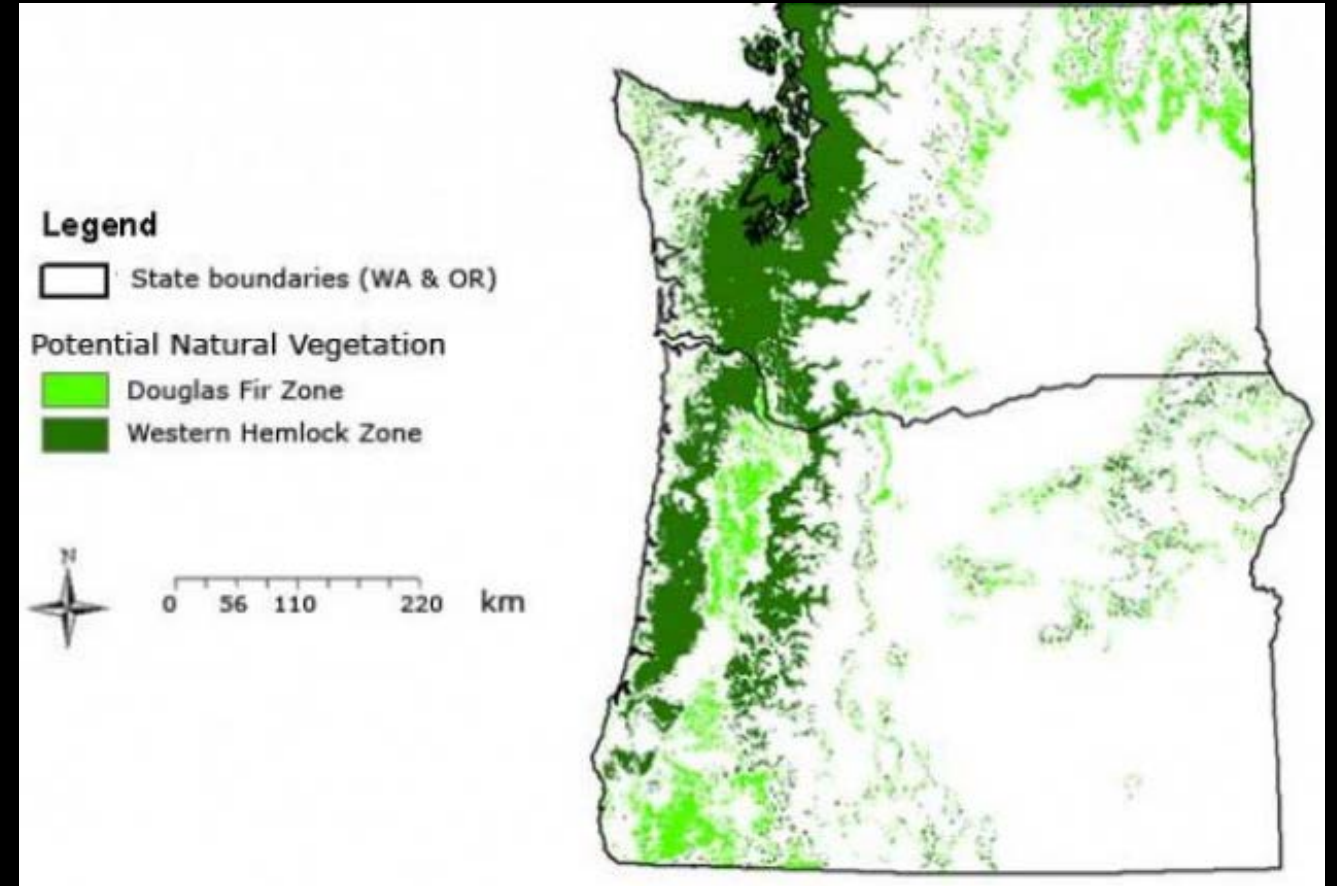 Legend
State boundaries (WA & OR)
Potential Natural Vegetation
Douglas Fir Zone
Western Hemlock Zone
N
0 56 110 220 km